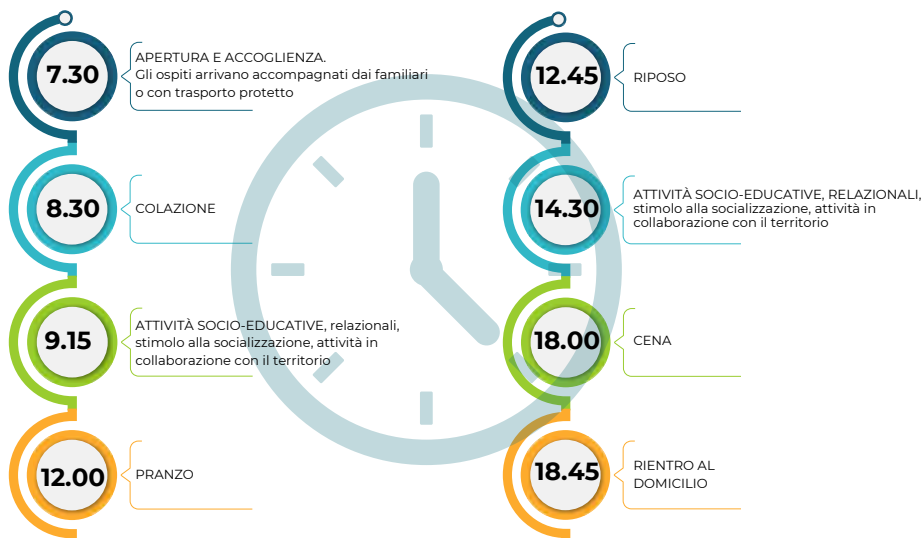 7.30
APERTURA E ACCOGLIENZA.
Gli ospiti arrivano accompagnati dai familiari
o con trasporto protetto
8.30
COLAZIONE
9.15
ATTIVITÀ SOCIO-EDUCATIVE, relazionali,
stimolo alla socializzazione, attività in
collaborazione con il territorio
12.00
PRANZO
12.45
RIPOSO
14.30
ATTIVITÀ SOCIO-EDUCATIVE, RELAZIONALI,
stimolo alla socializzazione, attività in
collaborazione con il territorio
18.00
CENA
18.45
RIENTRO AL
DOMICILIO